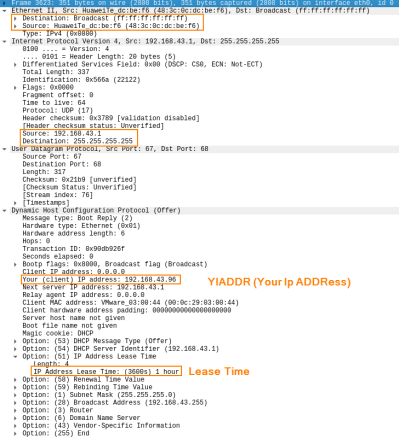 Frame 3623: 351 bytes on wire (2808 bits), 351 bytes captured (2808 bits) on interface eth0, id 0
Ethernet II, Src: HuaweiTe_dc:be:f6 (48:3c:0c:dc:be:f6), Dst: Broadcast (ff:ff:ff:ff:ff:ff)
Destination: Broadcast (ff:ff:ff:ff:ff:ff)
Source: HuaweiTe_dc:be:f6 (48:3c:0c:dc:be:f6)
Type: IPv4 (0x0800)
Internet Protocol Version 4, Src: 192.168.43.1, Dst: 255.255.255.255
0100 .... = Version: 4
.... 0101 = Header Length: 20 bytes (5)
Differentiated Services Field: 0x00 (DSCP: CS0, ECN: Not-ECT)
Total Length: 337
Identification: 0x566a (22122)
Flags: 0x0000
Fragment offset: 0
Time to live: 64
Protocol: UDP (17)
Header checksum: 0x3789 [validation disabled]
[Header checksum status: Unverified]
Source: 192.168.43.1
Destination: 255.255.255.255
User Datagram Protocol, Src Port: 67, Dst Port: 68
Source Port: 67
Destination Port: 68
Length: 317
Checksum: 0x21b9 [unverified]
[Checksum Status: Unverified]
[Stream index: 76]
[Timestamps]
Dynamic Host Configuration Protocol (Offer)
Message type: Boot Reply (2)
Hardware type: Ethernet (0x01)
Hardware address length: 6
Hops: 0
Transaction ID: 0x90db926f
Seconds elapsed: 0
Bootp flags: 0x8000, Broadcast flag (Broadcast)
Client IP address: 0.0.0.0
Your (client) IP address: 192.168.43.96 YIADDR (Your Ip ADDRess)
Next server IP address: 192.168.43.1
Relay agent IP address: 0.0.0.0
Client MAC address: VMware_03:00:44 (00:0c:29:03:00:44)
Client hardware address padding: 00000000000000000000
Server host name not given
Boot file name not given
Magic cookie: DHCP
Option: (53) DHCP Message Type (Offer)
Option: (54) DHCP Server Identifier (192.168.43.1)
Option: (51) IP Address Lease Time
Length: 4
IP Address Lease Time: (3600s) 1 hour Lease Time
Option: (58) Renewal Time Value
Option: (59) Rebinding Time Value
Option: (1) Subnet Mask (255.255.255.0)
Option: (28) Broadcast Address (192.168.43.255)
Option: (3) Router
Option: (6) Domain Name Server
Option: (43) Vendor-Specific Information
Option: (255) End